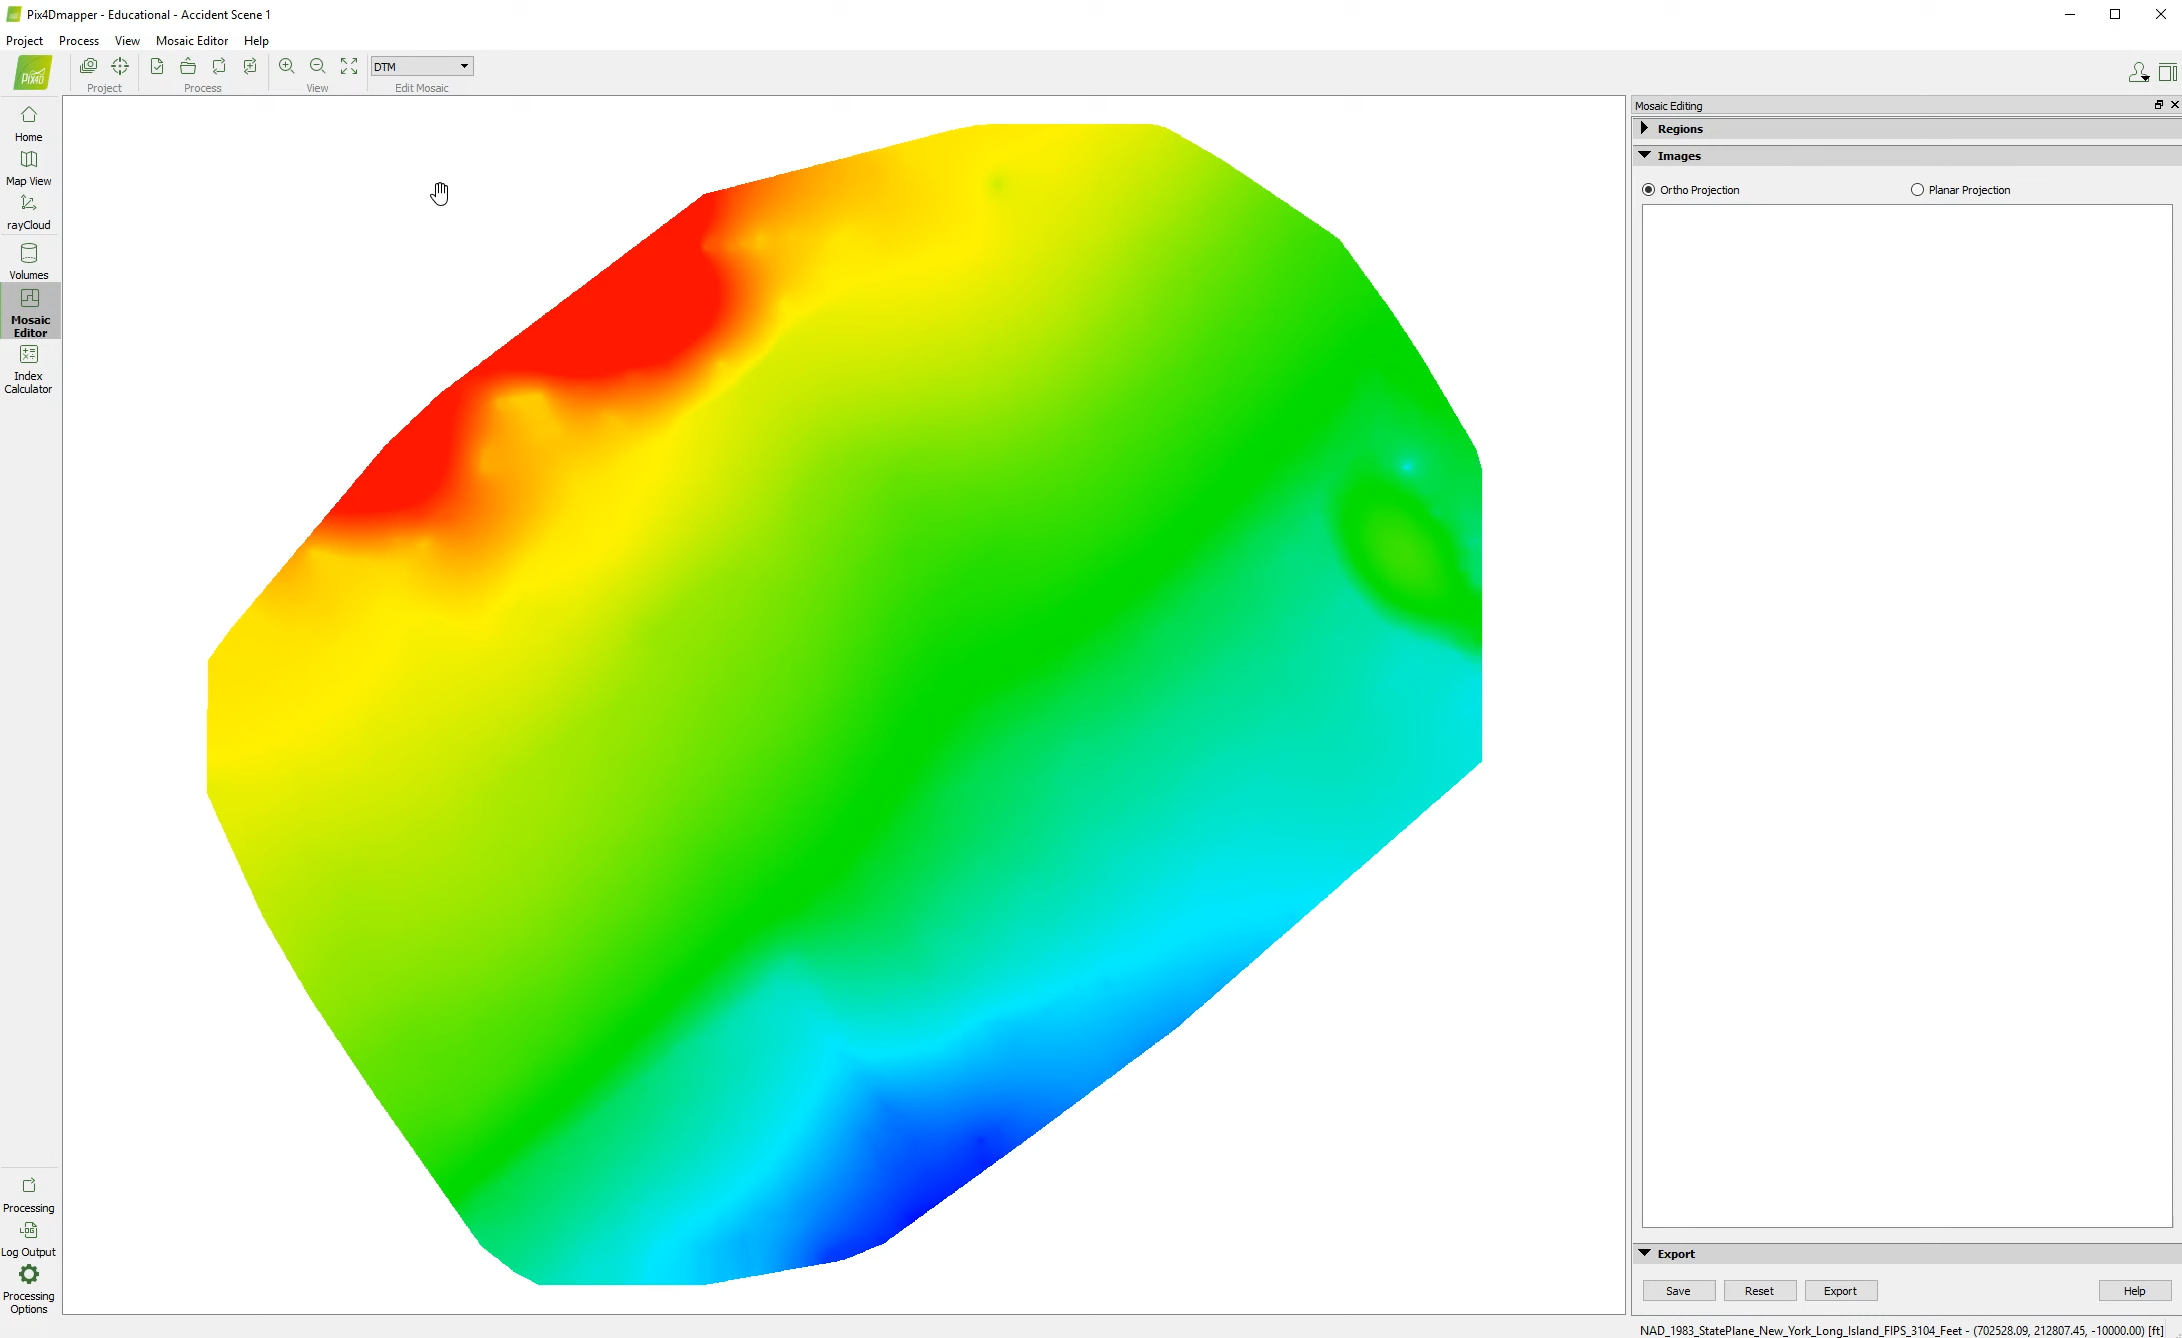 Pix4Dmapper - Educational - Accident Scene 1
Project Process View Mosaic Editor Help
PIX4D
Project
Process
View
DTM
Edit Mosaic
Home
Map View
rayCloud
Volumes
Mosaic
Editor
Index
Calculator
Processing
LOG
Log Output
Processing
Options
Mosaic Editing
Regions
Images
Ortho Projection Planar Projection
Export
Save Reset Export Help
NAD_1983_StatePlane_New_York_Long_Island_FIPS_3104_Feet - (702528.09, 212807.45, -10000.00) [ft]